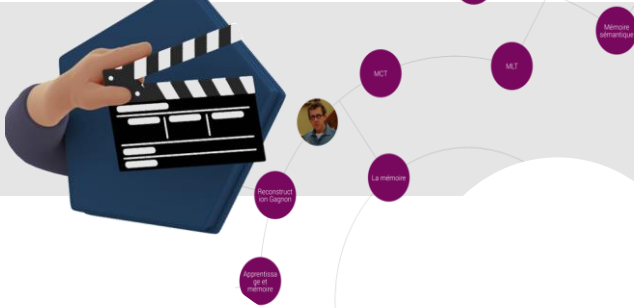 Mémoire
sémantique
MCT
MLT
La mémoire
Reconstruct
ion Gagnon
Apprentissa
ge et
mémoire